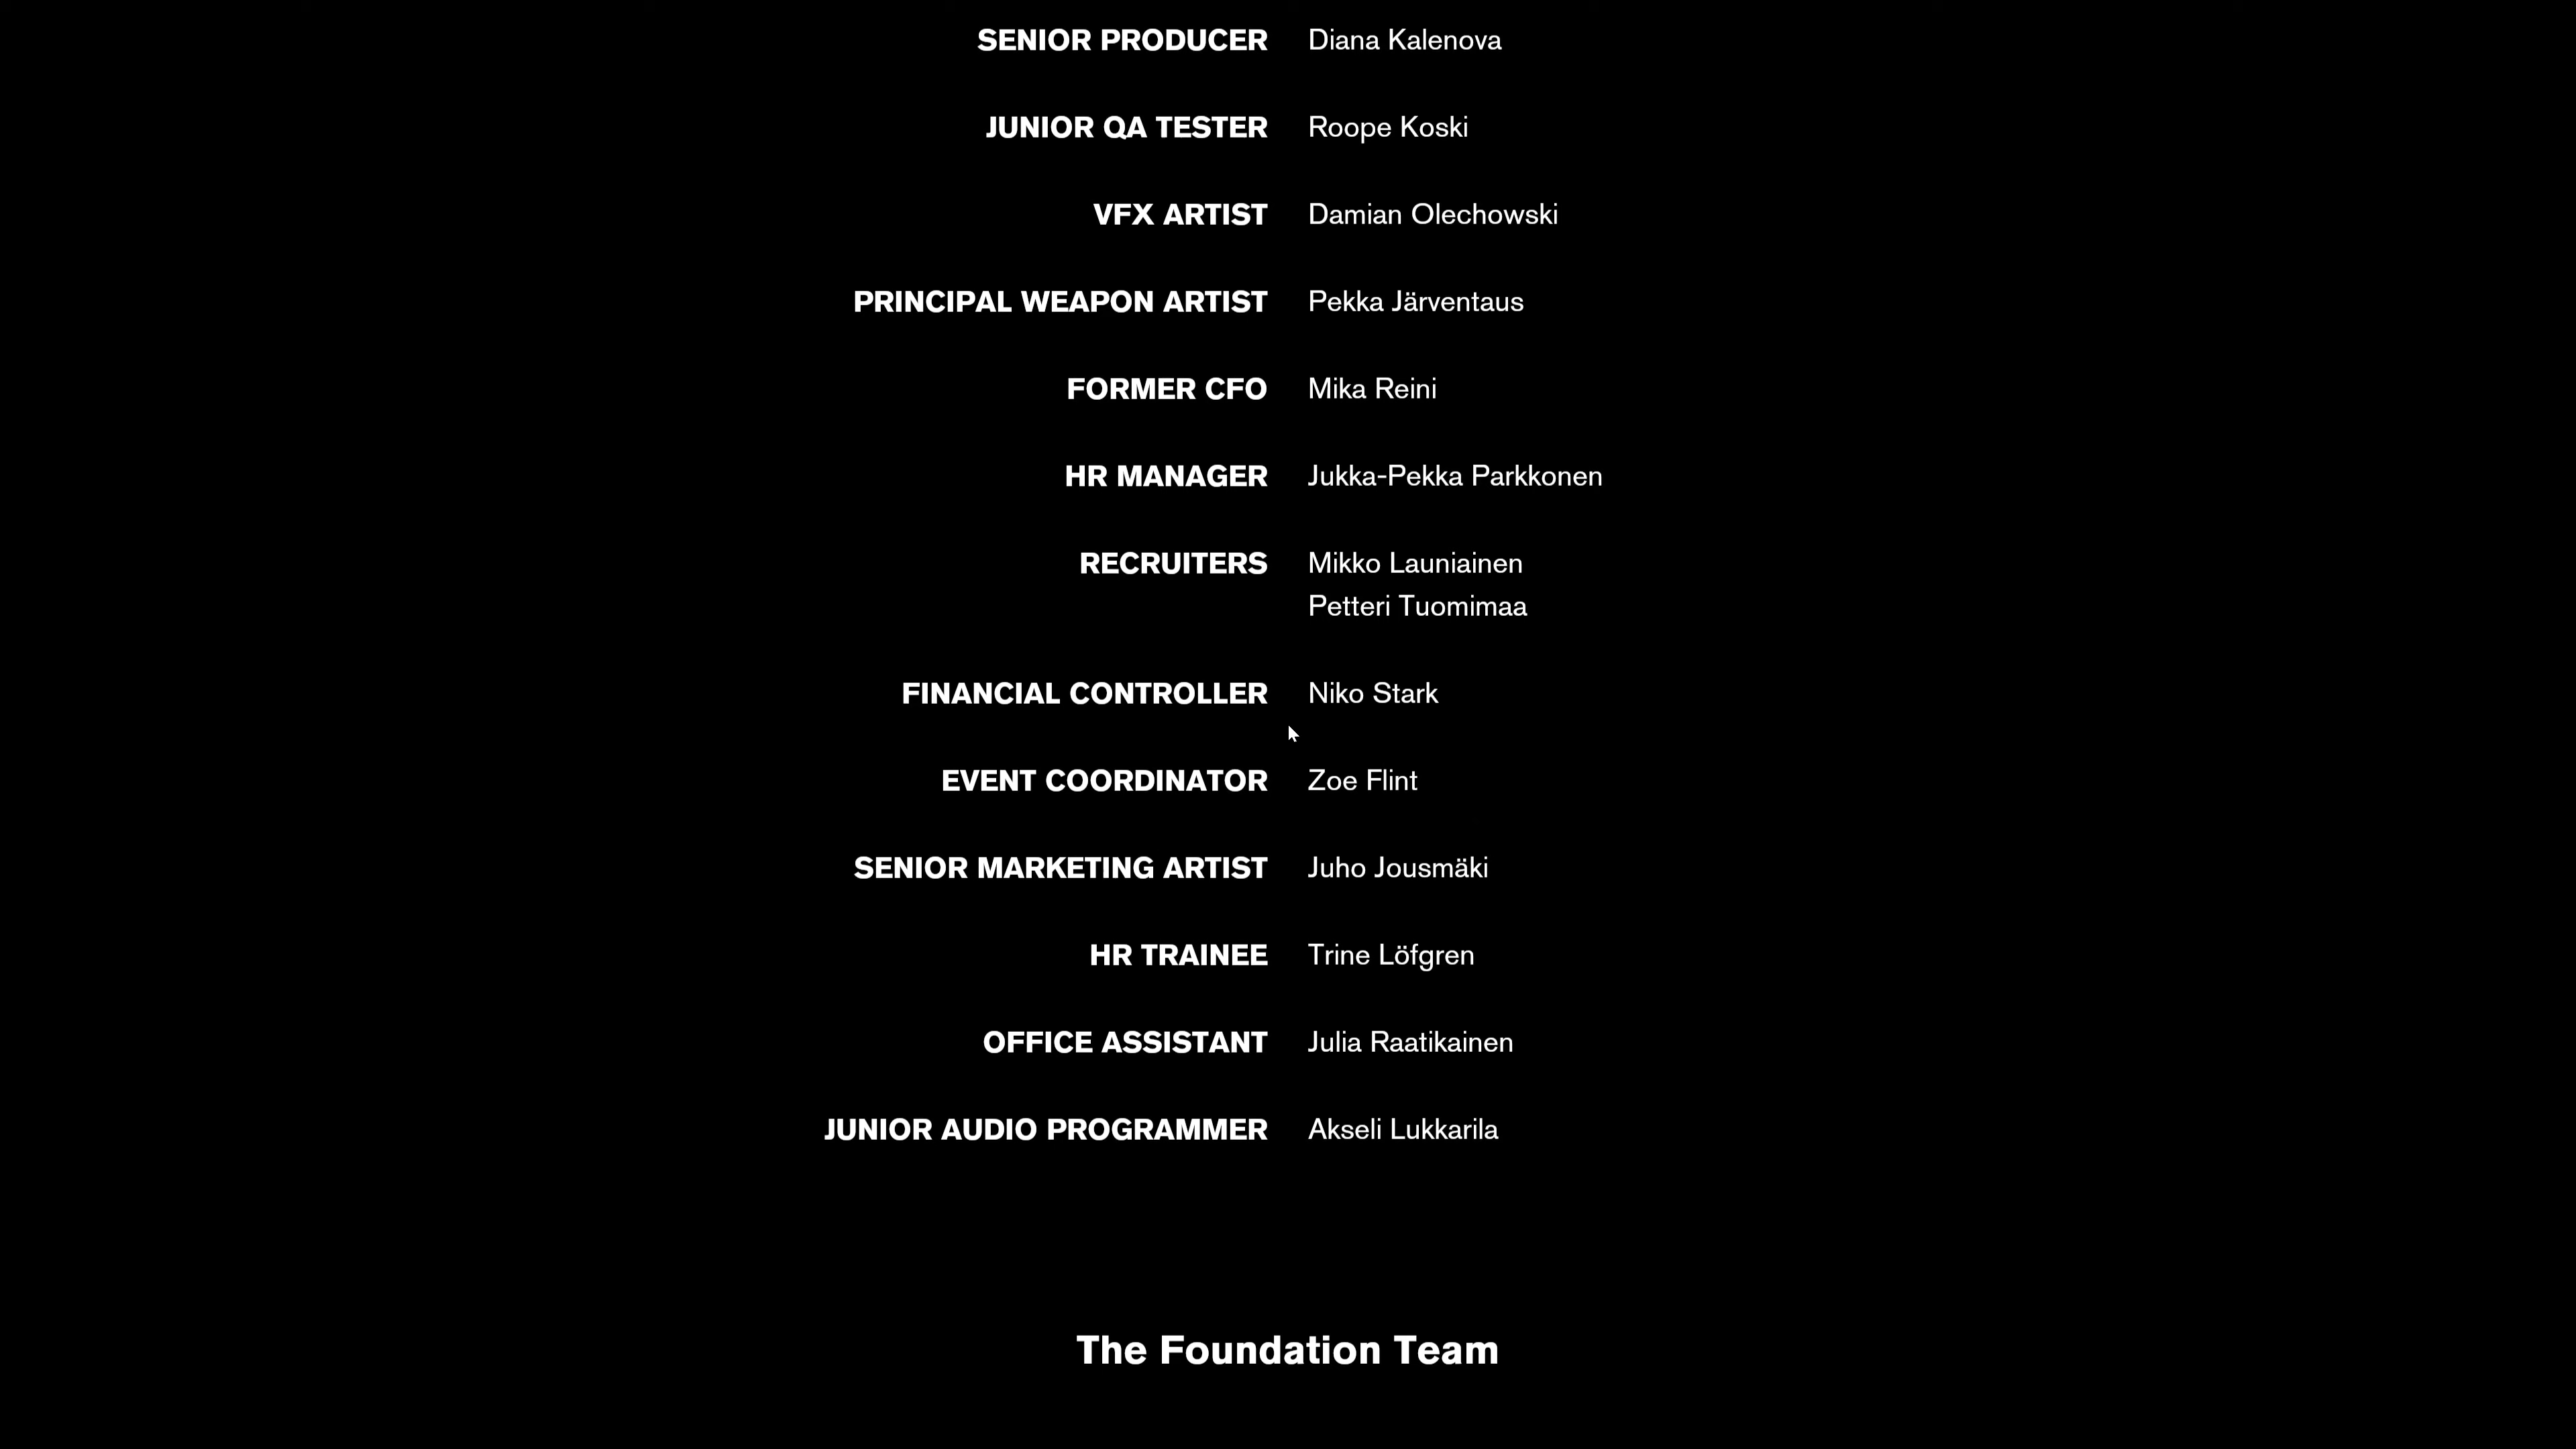 SENIOR PRODUCER Diana Kalenova
JUNIOR QA TESTER Roope Koski
VFX ARTIST Damian Olechowski
PRINCIPAL WEAPON ARTIST Pekka Järventaus
FORMER CFO Mika Reini
HR MANAGER Jukka-Pekka Parkkonen
RECRUITERS Mikko Launiainen
Petteri Tuomimaa
FINANCIAL CONTROLLER Niko Stark
EVENT COORDINATOR Zoe Flint
SENIOR MARKETING ARTIST Juho Jousmäki
HR TRAINEE Trine Löfgren
OFFICE ASSISTANT Julia Raatikainen
JUNIOR AUDIO PROGRAMMER Akseli Lukkarila
The Foundation Team